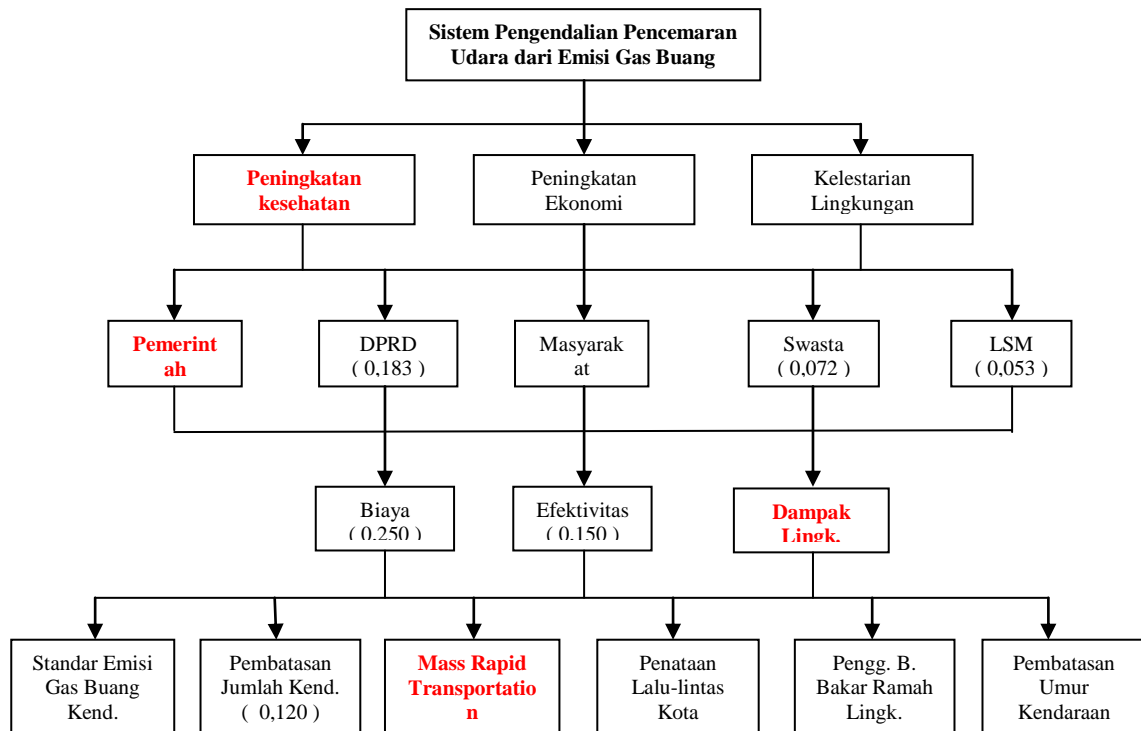 Sistem Pengendalian Pencemaran
Udara dari Emisi Gas Buang
Peningkatan
kesehatan
Peningkatan
Ekonomi
Kelestarian
Lingkungan
Pemerint
ah
DPRD
( 0,183 )
Masyarak
at
Swasta
( 0,072 )
LSM
( 0,053 )
Biaya
( 0.250 )
Efektivitas
( 0.150 )
Dampak
Lingk.
Standar Emisi
Gas Buang
Kend.
Pembatasan
Jumlah Kend.
( 0,120 )
Mass Rapid
Transportatio
n
Penataan
Lalu-lintas
Kota
Pengg. B.
Bakar Ramah
Lingk.
Pembatasan
Umur
Kendaraan